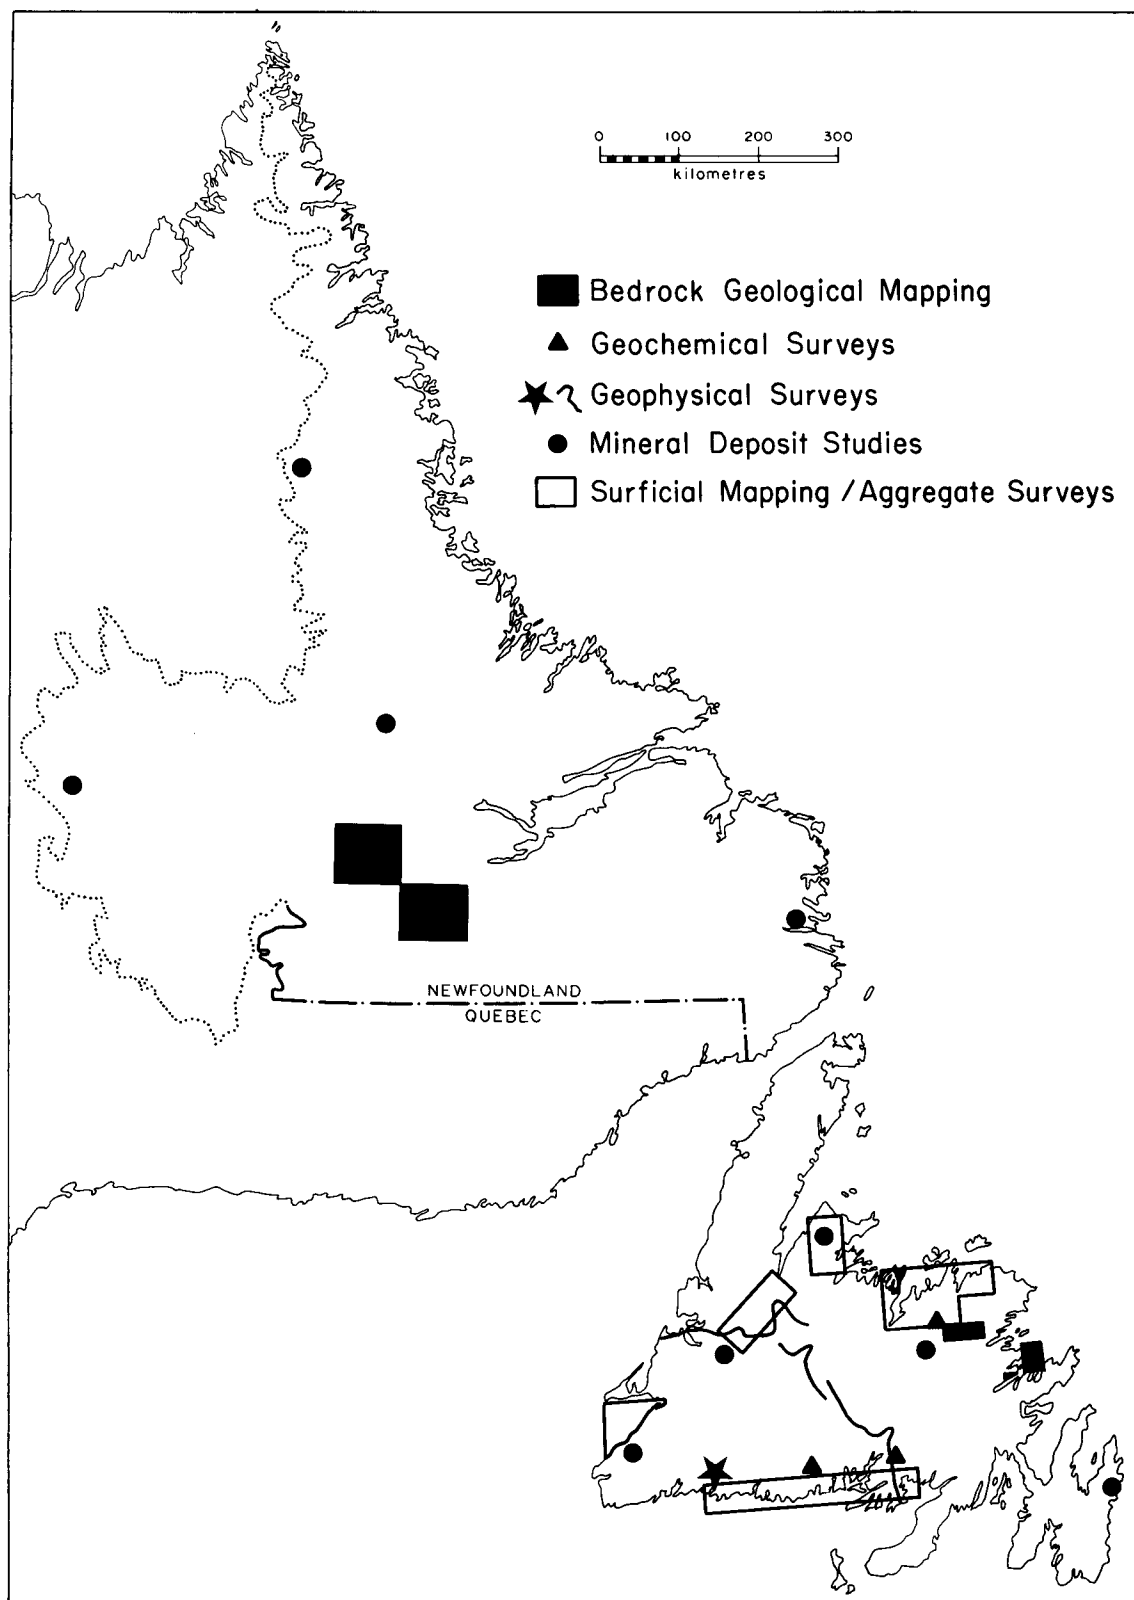 0 100 200 300
kilometres
Bedrock Geological Mapping
Geochemical Surveys
Geophysical Surveys
Mineral Deposit Studies
Surficial Mapping / Aggregate Surveys
NEWFOUNDLAND
QUEBEC